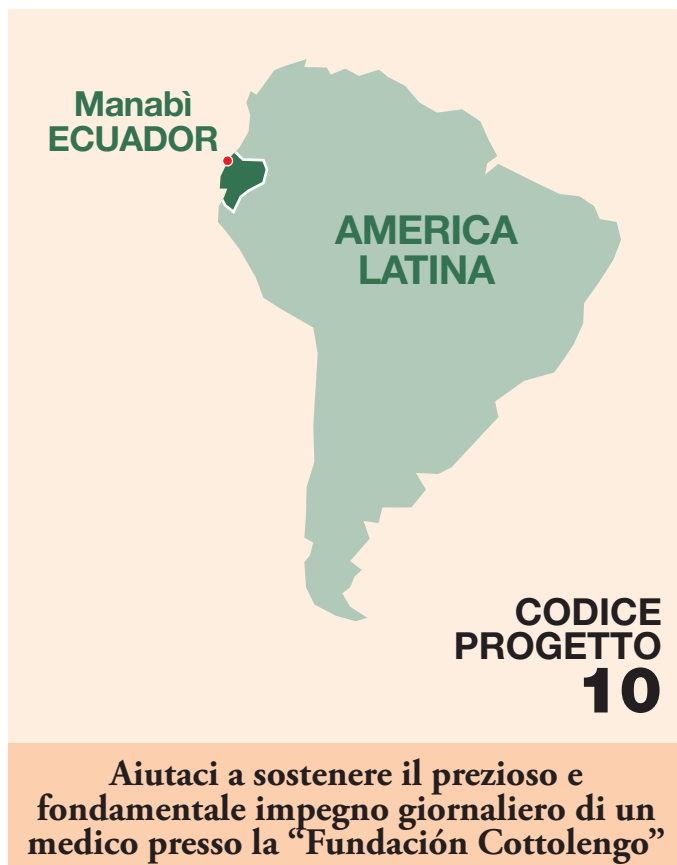 Manabì
ECUADOR
AMERICA
LATINA
CODICE
PROGETTO
10
Aiutaci a sostenere il prezioso e
fondamentale impegno giornaliero di un
medico presso la “Fundación Cottolengo”